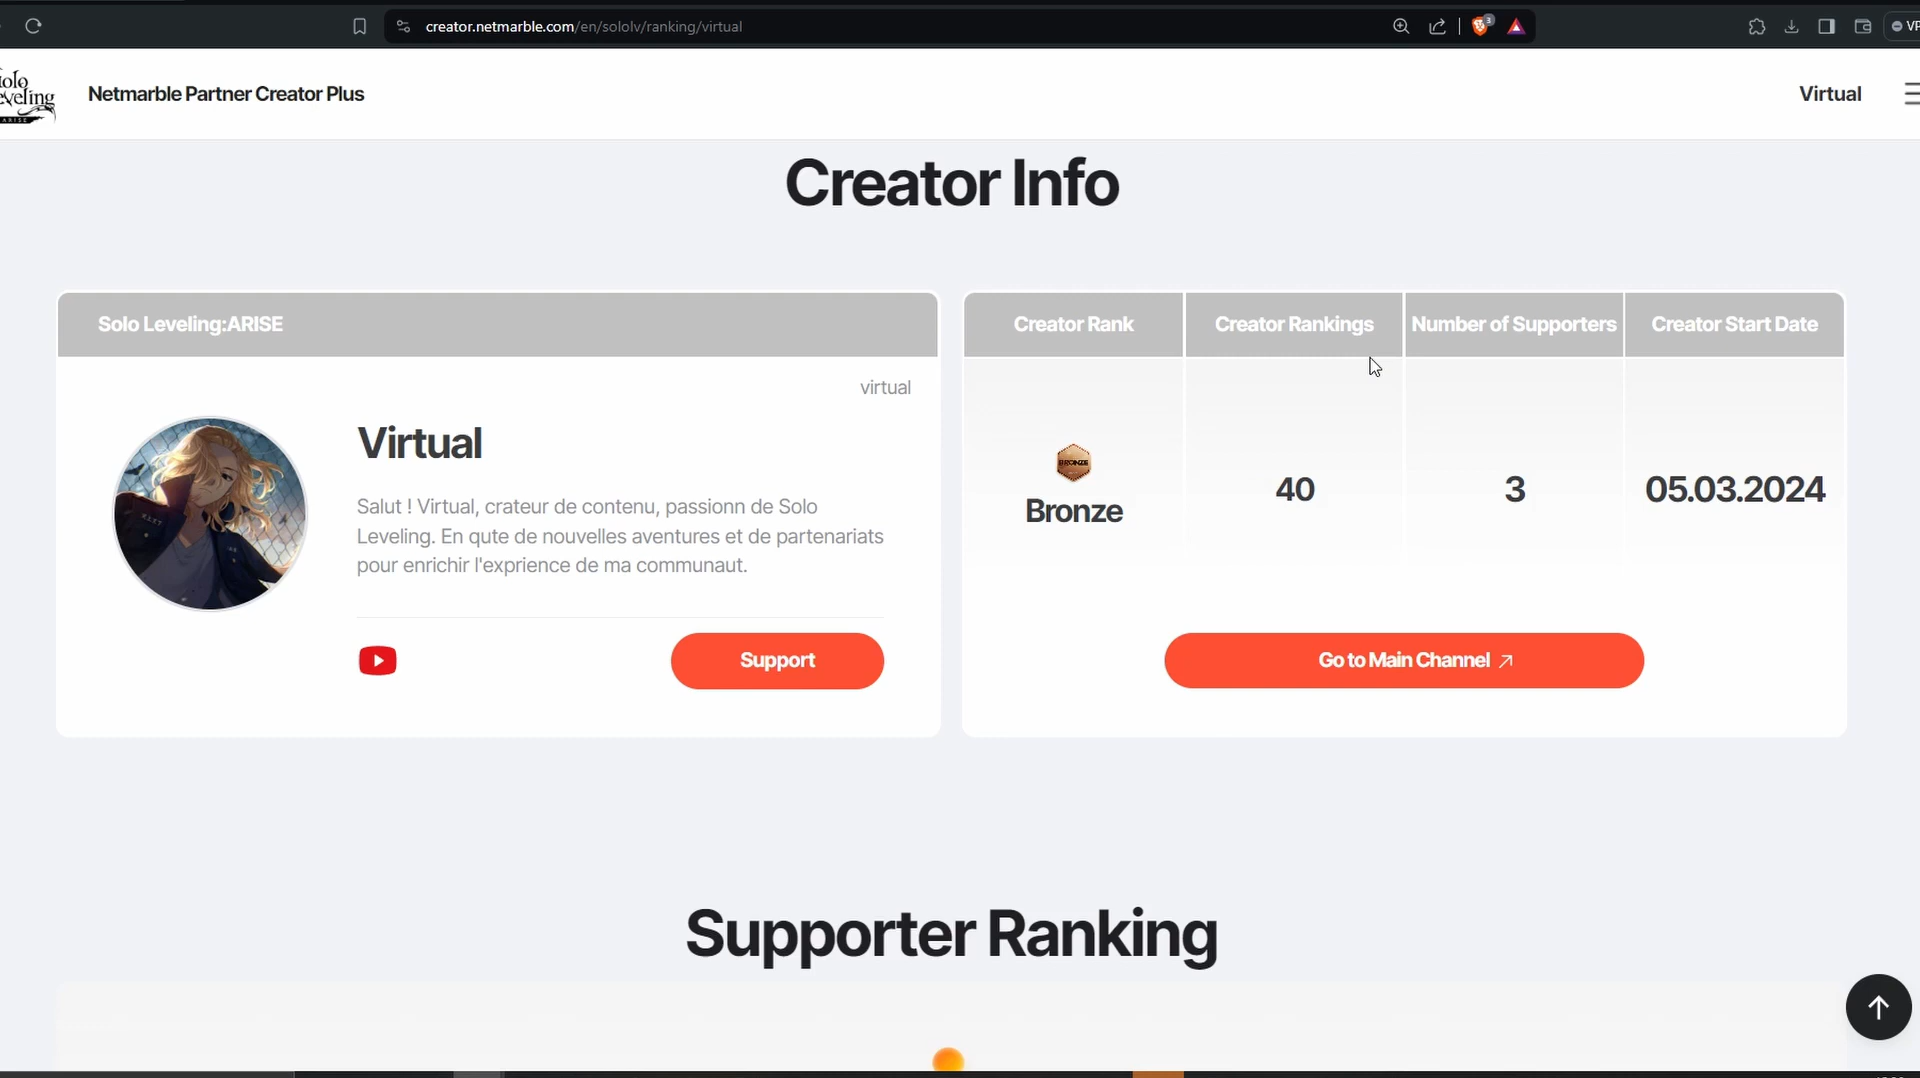 creator.netmarble.com/en/sololv/ranking/virtual
3
Netmarble Partner Creator Plus
Virtual
Creator Info
Solo Leveling:ARISE
virtual
Virtual
Salut ! Virtual, crateur de contenu, passionn de Solo
Leveling. En qute de nouvelles aventures et de partenariats
pour enrichir l'exprience de ma communaut.
Support
Creator Rank
Creator Rankings
Number of Supporters
Creator Start Date
BRONZE
Bronze
40
3
05.03.2024
Go to Main Channel
Supporter Ranking